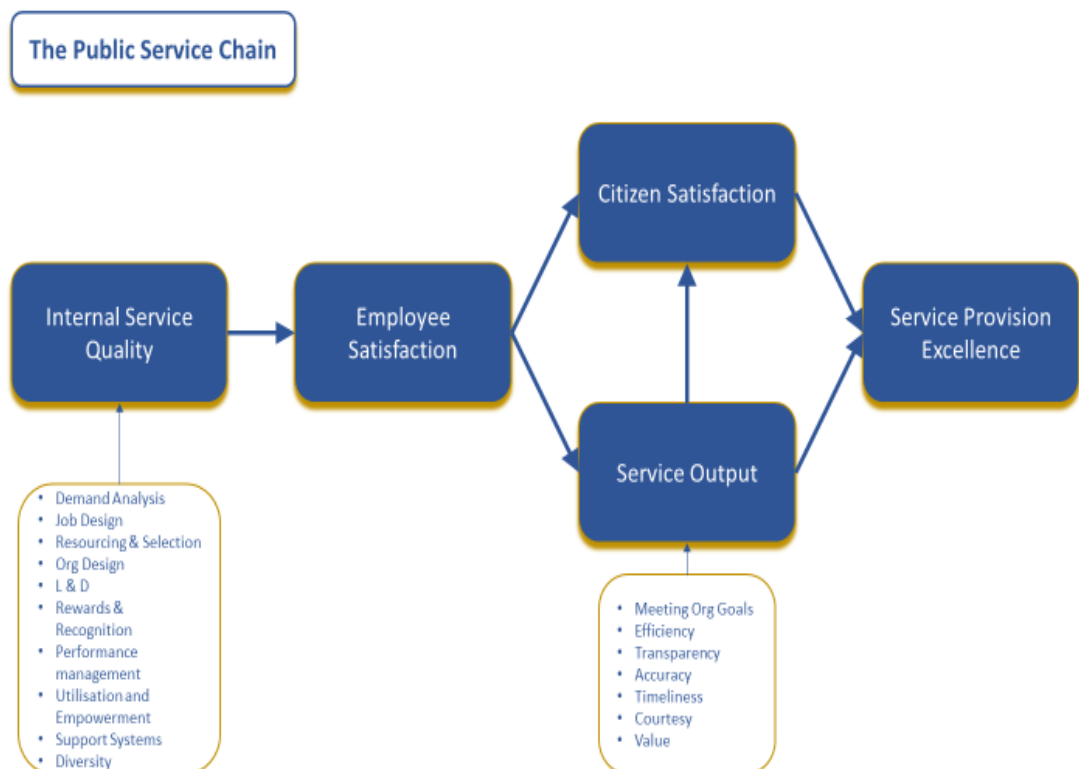 The Public Service Chain
Citizen Satisfaction
Internal Service
Quality
Employee
Satisfaction
Service Provision
Excellence
Service Output
• Demand Analysis
• Job Design
• Resourcing & Selection
• Org Design
• L & D
• Rewards &
Recognition
• Performance
management
• Utilisation and
Empowerment
• Support Systems
• Diversity
• Meeting Org Goals
• Efficiency
• Transparency
• Accuracy
• Timeliness
• Courtesy
• Value